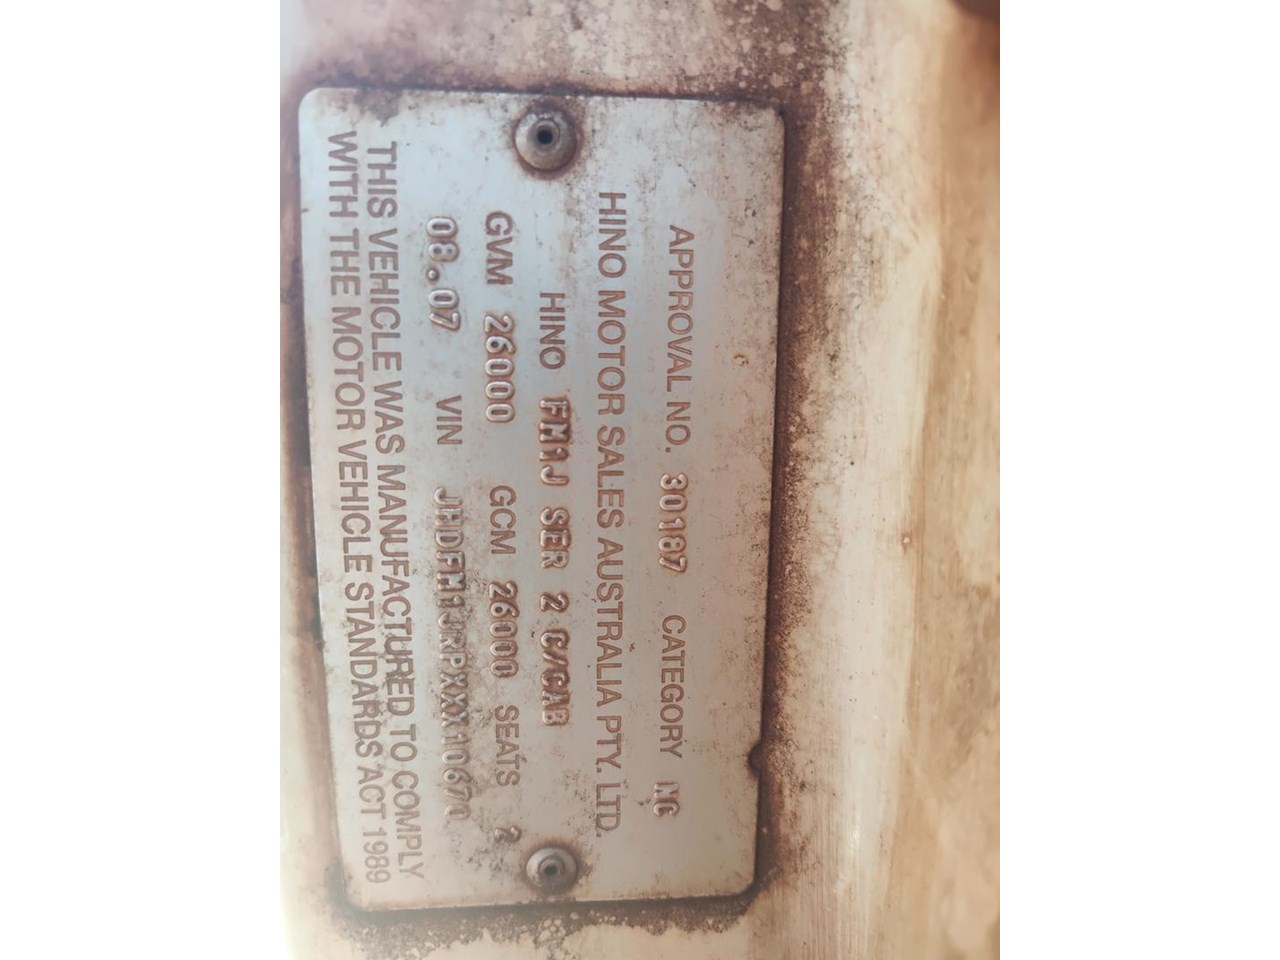 APPROVAL NO. 30187 CATEGORY NC
HINO MOTOR SALES AUSTRALIA PTY. LTD.
HINO FM1J SER 2 C/CAB
GVM 26000 GCM 26000 SEATS 2
08.07 VIN JHDFM1JRPXXX10670
THIS VEHICLE WAS MANUFACTURED TO COMPLY
WITH THE MOTOR VEHICLE STANDARDS ACT 1989